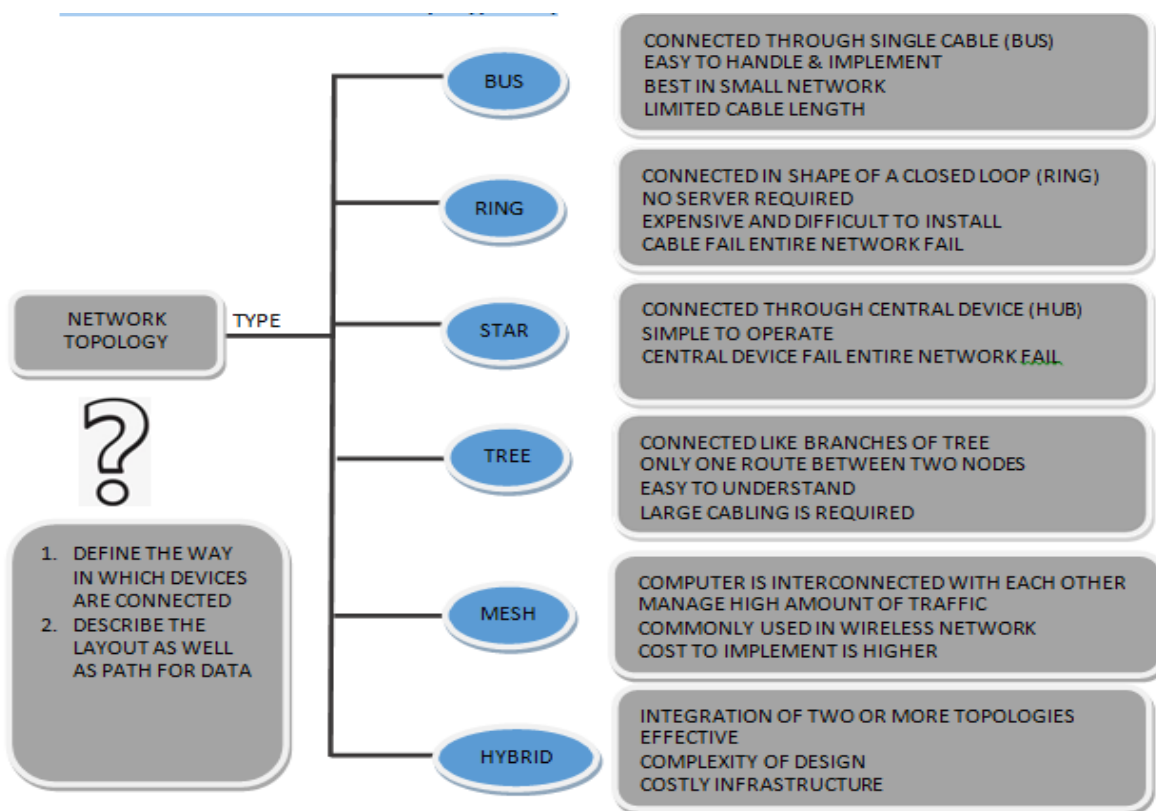 BUS
CONNECTED THROUGH SINGLE CABLE (BUS)
EASY TO HANDLE & IMPLEMENT
BEST IN SMALL NETWORK
LIMITED CABLE LENGTH
RING
CONNECTED IN SHAPE OF A CLOSED LOOP (RING)
NO SERVER REQUIRED
EXPENSIVE AND DIFFICULT TO INSTALL
CABLE FAIL ENTIRE NETWORK FAIL
NETWORK
TOPOLOGY
TYPE
STAR
CONNECTED THROUGH CENTRAL DEVICE (HUB)
SIMPLE TO OPERATE
CENTRAL DEVICE FAIL ENTIRE NETWORK FAIL
?
TREE
CONNECTED LIKE BRANCHES OF TREE
ONLY ONE ROUTE BETWEEN TWO NODES
EASY TO UNDERSTAND
LARGE CABLING IS REQUIRED
1. DEFINE THE WAY
IN WHICH DEVICES
ARE CONNECTED
2. DESCRIBE THE
LAYOUT AS WELL
AS PATH FOR DATA
MESH
COMPUTER IS INTERCONNECTED WITH EACH OTHER
MANAGE HIGH AMOUNT OF TRAFFIC
COMMONLY USED IN WIRELESS NETWORK
COST TO IMPLEMENT IS HIGHER
HYBRID
INTEGRATION OF TWO OR MORE TOPOLOGIES
EFFECTIVE
COMPLEXITY OF DESIGN
COSTLY INFRASTRUCTURE